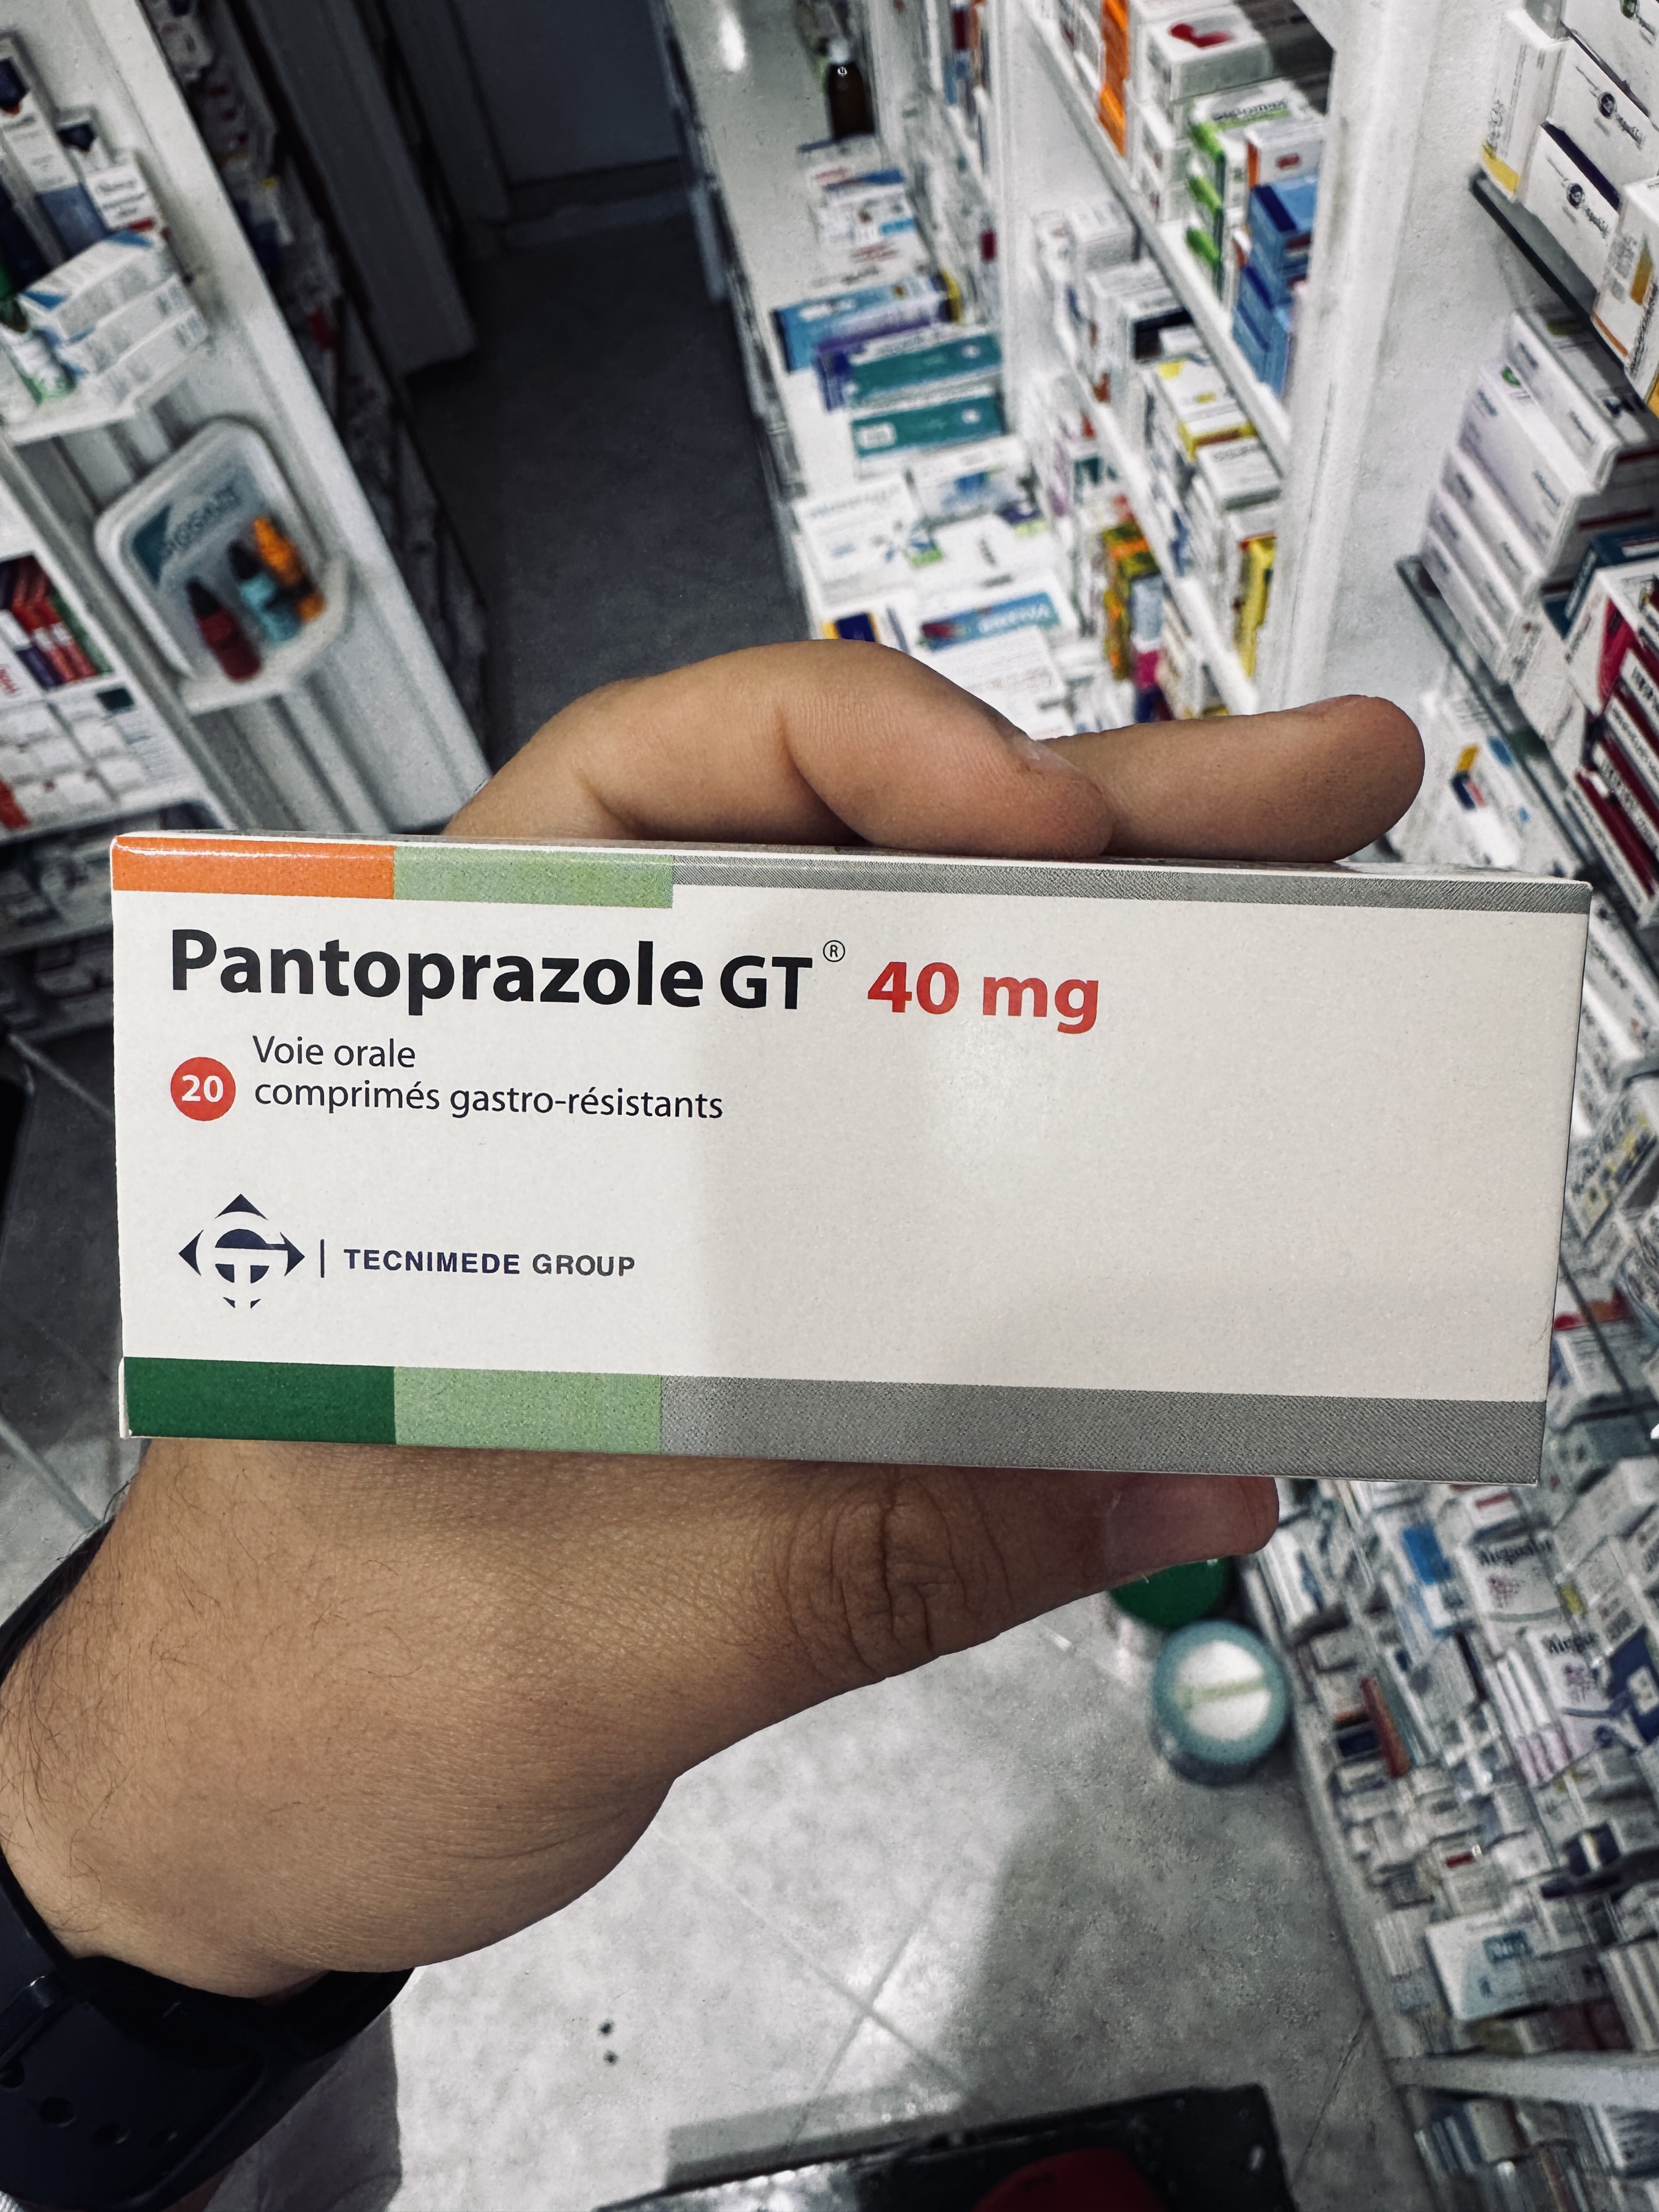 Pantoprazole GT® 40 mg
Voie orale
20 comprimés gastro-résistants
TECNIMEDE GROUP